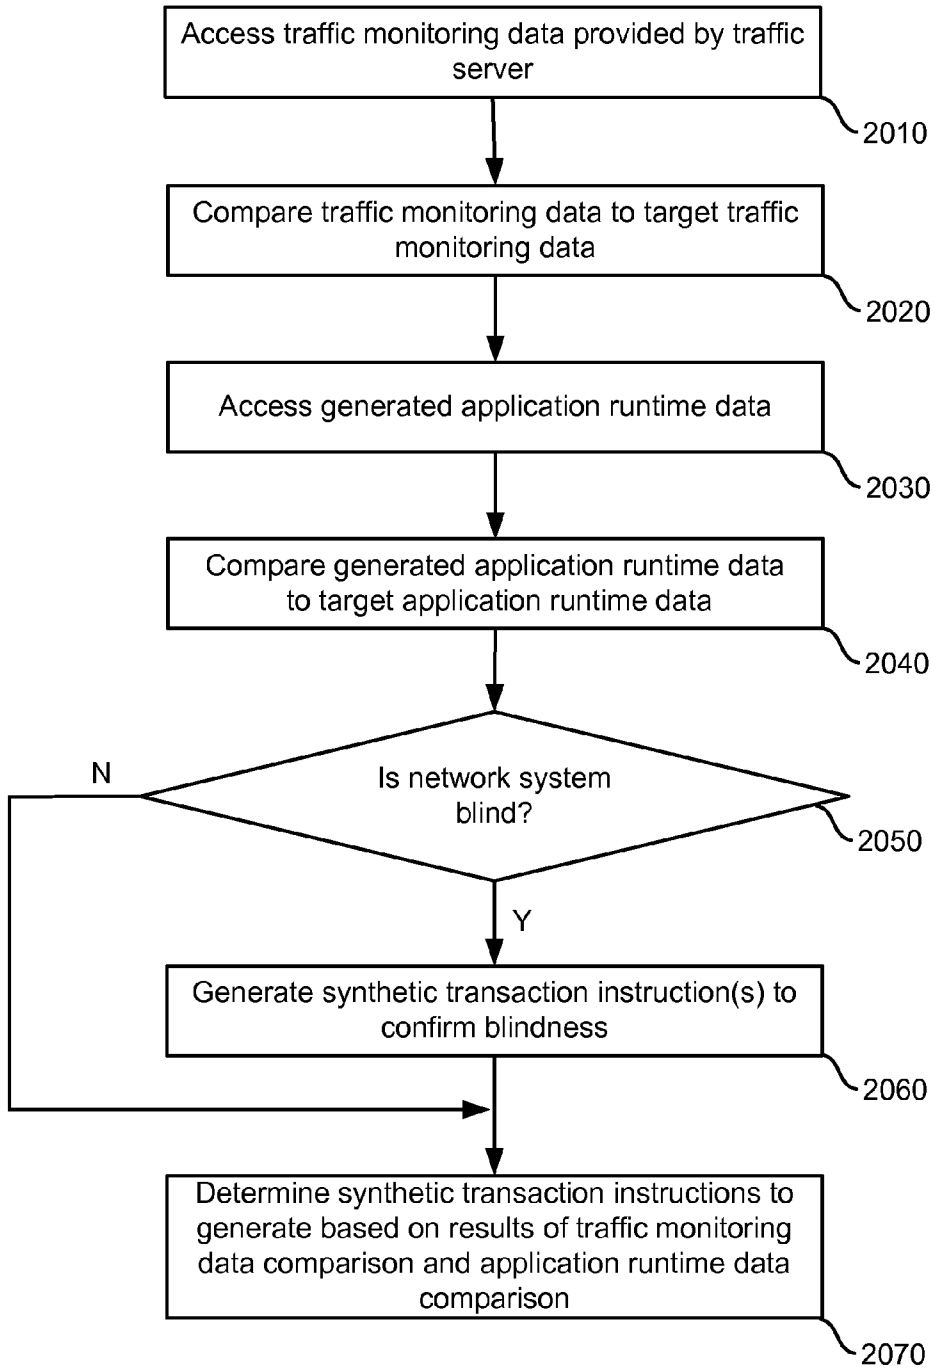 Access traffic monitoring data provided by traffic
server
2010
Compare traffic monitoring data to target traffic
monitoring data
2020
Access generated application runtime data
2030
Compare generated application runtime data
to target application runtime data
2040
N
Is network system
blind?
2050
Y
Generate synthetic transaction instruction(s) to
confirm blindness
2060
Determine synthetic transaction instructions to
generate based on results of traffic monitoring
data comparison and application runtime data
comparison
2070